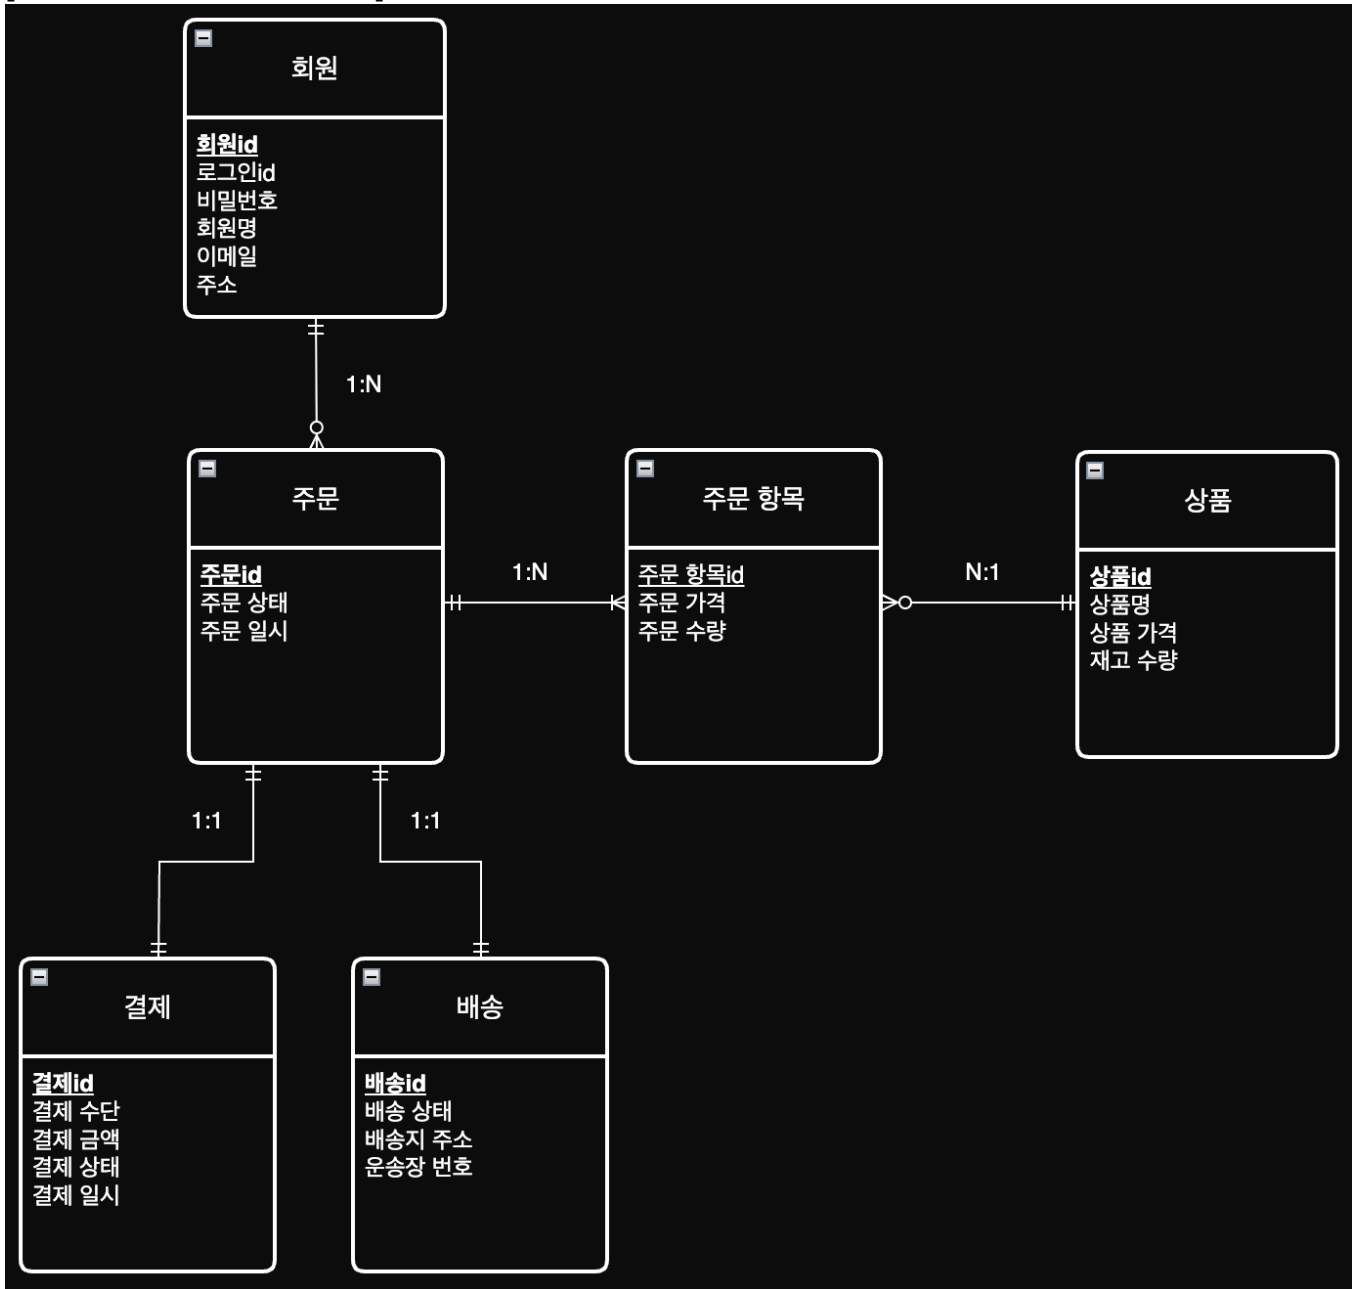 회원
회원id
로그인id
비밀번호
회원명
이메일
주소
1:N
주문
주문id
주문 상태
주문 일시
1:N
주문 항목
주문 항목id
주문 가격
주문 수량
N:1
상품
상품id
상품명
상품 가격
재고 수량
1:1
1:1
결제
결제id
결제 수단
결제 금액
결제 상태
결제 일시
배송
배송id
배송 상태
배송지 주소
운송장 번호